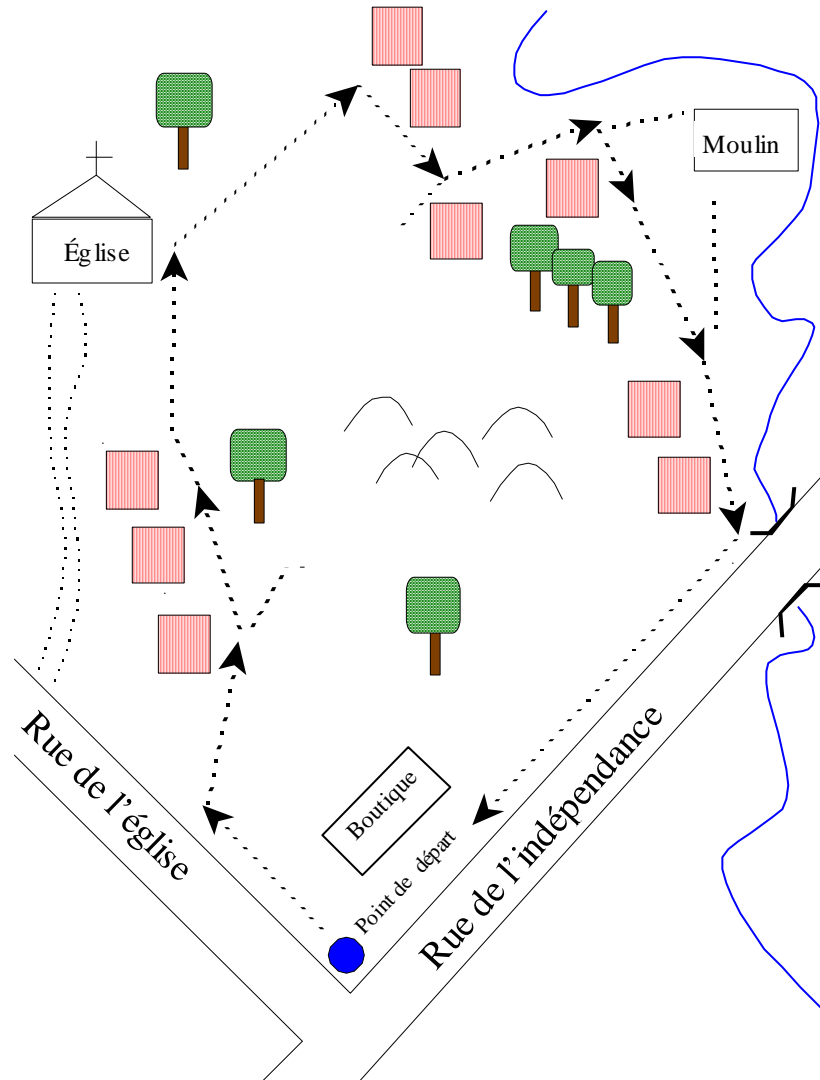 Moulin
Église
Rue de l'église
Boutique
Point de départ
Rue de l'indépendance